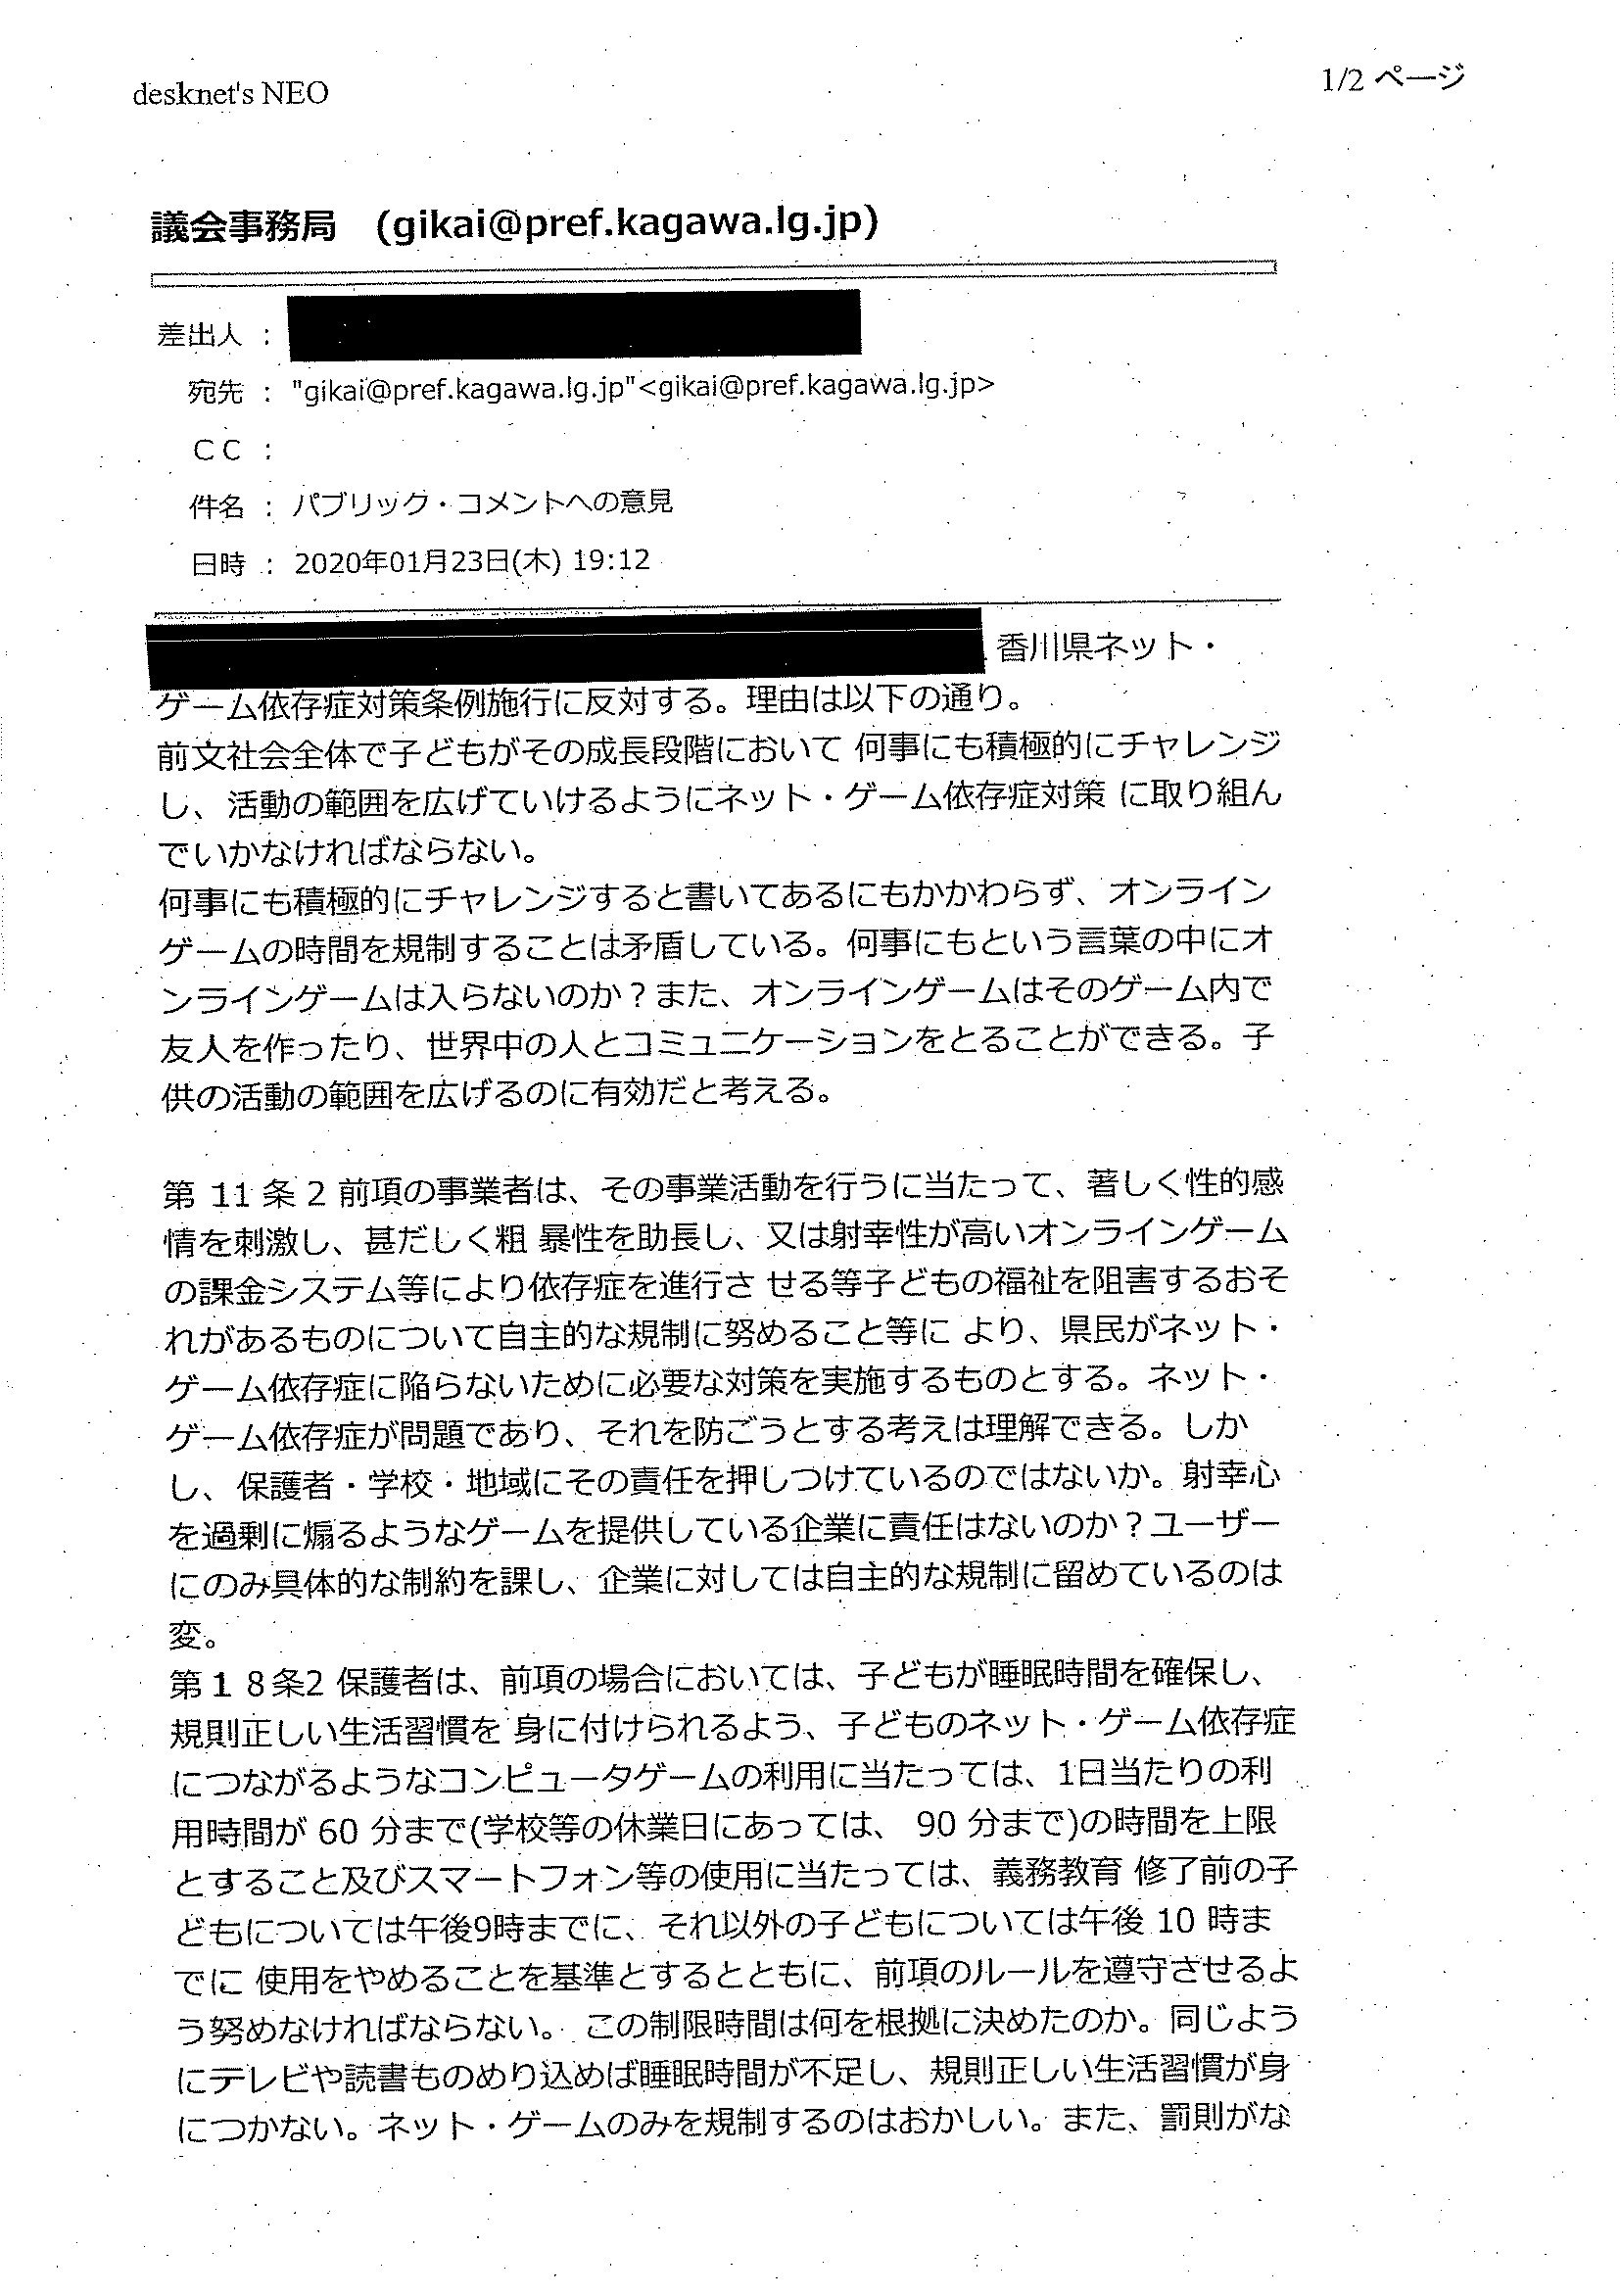 desknet's NEO
1/2 ページ
議会事務局　(gikai@pref.kagawa.lg.jp)
差出人 :
宛先 : "gikai@pref.kagawa.lg.jp"<gikai@pref.kagawa.lg.jp>
ＣＣ :
件名 : パブリック・コメントへの意見
日時 : 2020年01月23日(木) 19:12
香川県ネット・
ゲーム依存症対策条例施行に反対する。理由は以下の通り。
前文社会全体で子どもがその成長段階において 何事にも積極的にチャレンジ
し、活動の範囲を広げていけるようにネット・ゲーム依存症対策 に取り組ん
でいかなければならない。
何事にも積極的にチャレンジすると書いてあるにもかかわらず、オンライン
ゲームの時間を規制することは矛盾している。何事にもという言葉の中にオ
ンラインゲームは入らないのか？また、オンラインゲームはそのゲーム内で
友人を作ったり、世界中の人とコミュニケーションをとることができる。子
供の活動の範囲を広げるのに有効だと考える。
第 11 条 2 前項の事業者は、その事業活動を行うに当たって、著しく性的感
情を刺激し、甚だしく粗 暴性を助長し、又は射幸性が高いオンラインゲーム
の課金システム等により依存症を進行さ せる等子どもの福祉を阻害するおそ
れがあるものについて自主的な規制に努めること等に より、県民がネット・
ゲーム依存症に陥らないために必要な対策を実施するものとする。ネット・
ゲーム依存症が問題であり、それを防ごうとする考えは理解できる。しか
し、保護者・学校・地域にその責任を押しつけているのではないか。射幸心
を過剰に煽るようなゲームを提供している企業に責任はないのか？ユーザー
にのみ具体的な制約を課し、企業に対しては自主的な規制に留めているのは
変。
第１８条2 保護者は、前項の場合においては、子どもが睡眠時間を確保し、
規則正しい生活習慣を 身に付けられるよう、子どものネット・ゲーム依存症
につながるようなコンピュータゲームの利用に当たっては、1日当たりの利
用時間が 60 分まで(学校等の休業日にあっては、 90 分まで)の時間を上限
とすること及びスマートフォン等の使用に当たっては、義務教育 修了前の子
どもについては午後9時までに、それ以外の子どもについては午後 10 時ま
でに 使用をやめることを基準とするとともに、前項のルールを遵守させるよ
う努めなければならない。 この制限時間は何を根拠に決めたのか。同じよう
にテレビや読書ものめり込めば睡眠時間が不足し、規則正しい生活習慣が身
につかない。ネット・ゲームのみを規制するのはおかしい。また、罰則がな